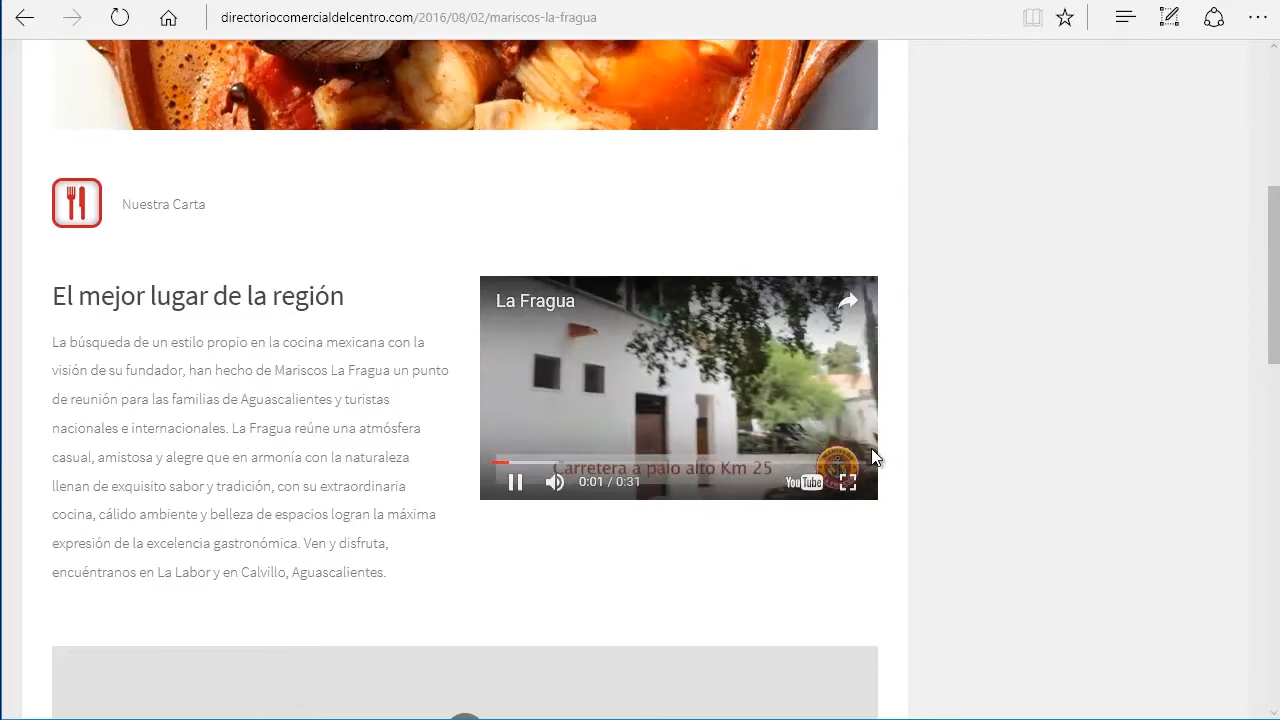 directoriocomercialdelcentro.com/2016/08/02/mariscos-la-fragua
Nuestra Carta
El mejor lugar de la región
La búsqueda de un estilo propio en la cocina mexicana con la
visión de su fundador, han hecho de Mariscos La Fragua un punto
de reunión para las familias de Aguascalientes y turistas
nacionales e internacionales. La Fragua reúne una atmósfera
casual, amistosa y alegre que en armonía con la naturaleza
llenan de exquisito sabor y tradición, con su extraordinaria
cocina, cálido ambiente y belleza de espacios logran la máxima
expresión de la excelencia gastronómica. Ven y disfruta,
encuéntranos en La Labor y en Calvillo, Aguascalientes.
La Fragua
Carretera a palo alto Km 25
0:01 / 0:31
YouTube